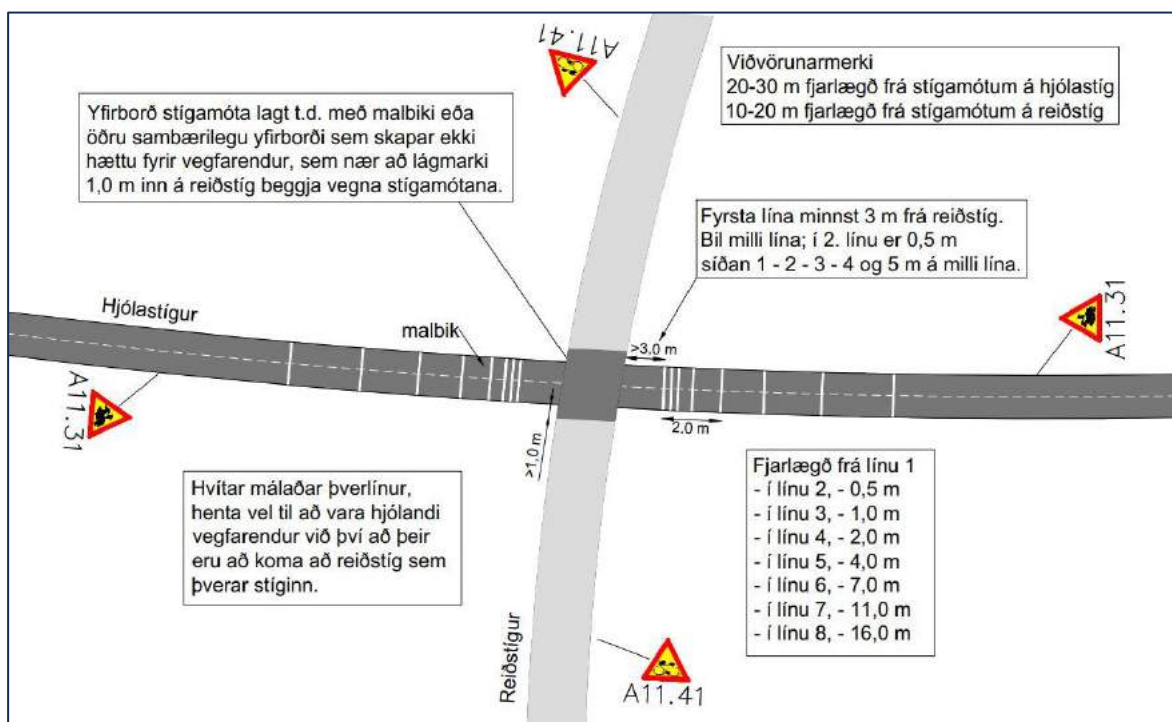 A11.41
Viðvörunarmerki
20-30 m fjarlægð frá stígamótum á hjólastíg
10-20 m fjarlægð frá stígamótum á reiðstíg
Yfirborð stígamóta lagt t.d. með malbiki eða
öðru sambærilegu yfirborði sem skapar ekki
hættu fyrir vegfarendur, sem nær að lágmarki
1,0 m inn á reiðstíg beggja vegna stígamótana.
Fyrsta lína minnst 3 m frá reiðstíg.
Bil milli lína; í 2. línu er 0,5 m
síðan 1 - 2 - 3 - 4 og 5 m á milli lína.
Hjólastígur
malbik
>3.0 m
A11.31
A11.31
2.0 m
>1,0 m
Hvítar málaðar þverlínur,
henta vel til að vara hjólandi
vegfarendur við því að þeir
eru að koma að reiðstíg sem
þverar stíginn.
Fjarlægð frá línu 1
- í línu 2, - 0,5 m
- í línu 3, - 1,0 m
- í línu 4, - 2,0 m
- í línu 5, - 4,0 m
- í línu 6, - 7,0 m
- í línu 7, - 11,0 m
- í línu 8, - 16,0 m
Reiðstígur
A11.41